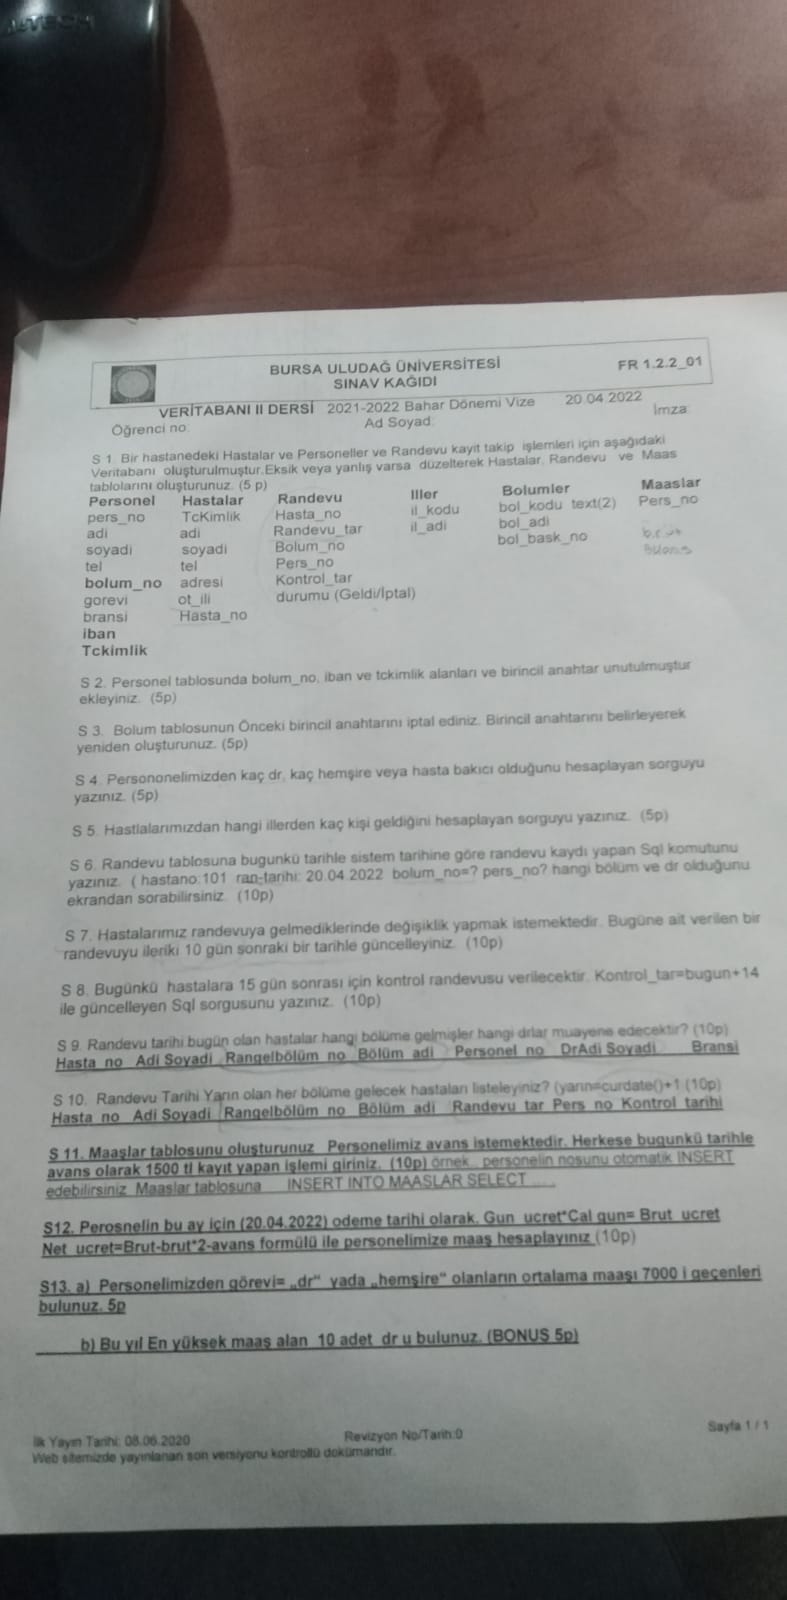 BURSA ULUDAĞ ÜNİVERSİTESİ
SINAV KAĞIDI
FR 1.2.2_01
VERİTABANI II DERSİ 2021-2022 Bahar Dönemi Vize 20.04.2022
Öğrenci no: Ad Soyad: İmza:
S 1. Bir hastanedeki Hastalar ve Personeller ve Randevu kayit takip işlemleri için aşağıdaki
Veritabanı oluşturulmuştur.Eksik veya yanlış varsa düzelterek Hastalar, Randevu ve Maas
tablolarını oluşturunuz. (5 p)
Personel Hastalar Randevu Iller Bolumler Maaslar
pers_no TcKimlik Hasta_no il_kodu bol_kodu text(2) Pers_no
adi adi Randevu_tar il_adi bol_adi
soyadi soyadi Bolum_no bol_bask_no
tel tel Pers_no
bolum_no adresi Kontrol_tar
gorevi ot_ili durumu (Geldi/İptal)
bransi Hasta_no
iban
Tckimlik
S 2. Personel tablosunda bolum_no, iban ve tckimlik alanları ve birincil anahtar unutulmuştur
ekleyiniz. (5p)
S 3. Bolum tablosunun Önceki birincil anahtarını iptal ediniz. Birincil anahtarını belirleyerek
yeniden oluşturunuz. (5p)
S 4. Persononelimizden kaç dr, kaç hemşire veya hasta bakıcı olduğunu hesaplayan sorguyu
yazınız. (5p)
S 5. Hastlalarımızdan hangi illerden kaç kişi geldiğini hesaplayan sorguyu yazınız. (5p)
S 6. Randevu tablosuna bugunkü tarihle sistem tarihine göre randevu kaydı yapan Sql komutunu
yazınız. ( hastano:101 ran-tarihi: 20.04.2022 bolum_no=? pers_no? hangi bölüm ve dr olduğunu
ekrandan sorabilirsiniz. (10p)
S 7. Hastalarımız randevuya gelmediklerinde değişiklik yapmak istemektedir. Bugüne ait verilen bir
randevuyu ileriki 10 gün sonraki bir tarihle güncelleyiniz. (10p)
S 8. Bugünkü hastalara 15 gün sonrası için kontrol randevusu verilecektir. Kontrol_tar=bugun+14
ile güncelleyen Sql sorgusunu yazınız. (10p)
S 9. Randevu tarihi bugün olan hastalar hangi bölüme gelmişler hangi drlar muayene edecektir? (10p)
Hasta_no Adi Soyadi Rangelbölüm_no Bölüm adi Personel_no DrAdi Soyadi Bransi
S 10. Randevu Tarihi Yarın olan her bölüme gelecek hastaları listeleyiniz? (yarın=curdate()+1 (10p)
Hasta_no Adi Soyadi Rangelbölüm_no Bölüm adi Randevu tar Pers no Kontrol tarihi
S 11. Maaşlar tablosunu oluşturunuz Personelimiz avans istemektedir. Herkese bugunkü tarihle
avans olarak 1500 tl kayıt yapan işlemi giriniz. (10p) örnek.. personelin nosunu otomatik INSERT
edebilirsiniz Maaşlar tablosuna INSERT INTO MAASLAR SELECT .....
S12. Perosnelin bu ay için (20.04.2022) odeme tarihi olarak. Gun_ucret*Cal gun= Brut_ucret
Net_ucret=Brut-brut*2-avans formülü ile personelimize maaş hesaplayınız (10p)
S13. a) Personelimizden görevi= „dr“ yada „hemşire“ olanların ortalama maaşı 7000 i geçenleri
bulunuz. 5p
b) Bu yıl En yüksek maaş alan 10 adet dr u bulunuz. (BONUS 5p)
İlk Yayın Tarihi: 08.06.2020 Revizyon No/Tarih:0 Sayfa 1 / 1
Web sitemizde yayınlanan son versiyonu kontrollü dokümandır.